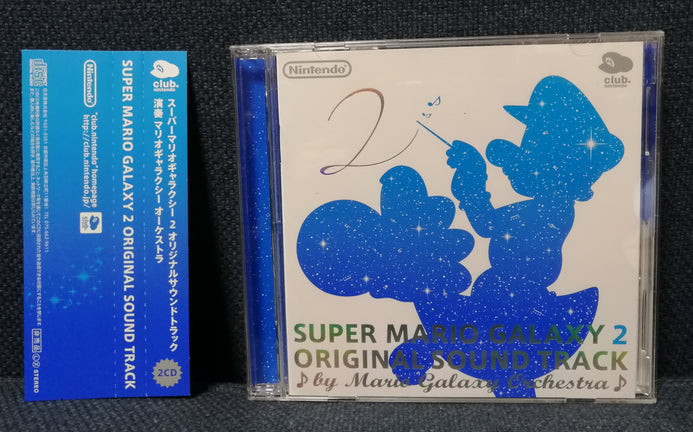 club.
nintendo
スーパーマリオギャラクシー 2 オリジナルサウンドトラック
演奏 マリオギャラクシー オーケストラ
2CD
Nintendo®
SUPER MARIO GALAXY 2 ORIGINAL SOUND TRACK
"club.nintendo" homepage
http://club.nintendo.jp/
club.
非売品
STEREO
Nintendo®
club.
nintendo
2
SUPER MARIO GALAXY 2
ORIGINAL SOUND TRACK
♪ by Mario Galaxy Orchestra ♪